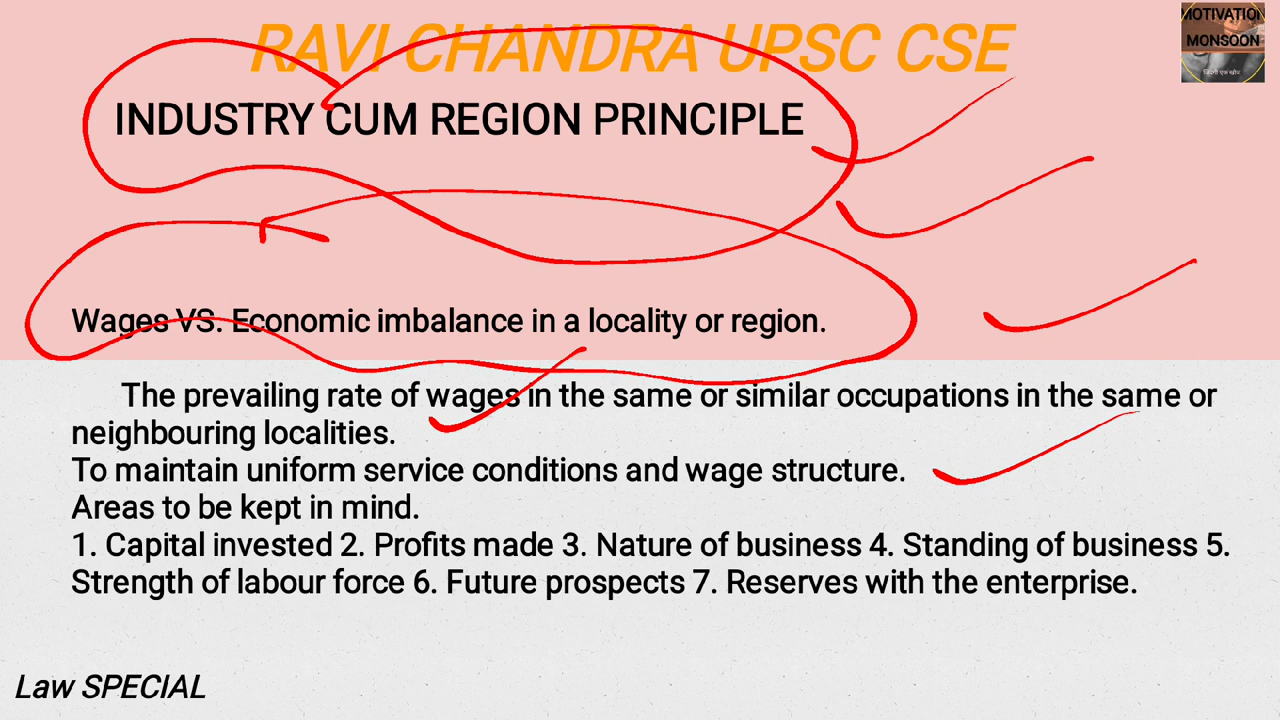 RAVI CHANDRA UPSC CSE
MOTIVATION
MONSOON
जिंदगी एक खोज
INDUSTRY CUM REGION PRINCIPLE
Wages VS. Economic imbalance in a locality or region.
The prevailing rate of wages in the same or similar occupations in the same or
neighbouring localities.
To maintain uniform service conditions and wage structure.
Areas to be kept in mind.
1. Capital invested 2. Profits made 3. Nature of business 4. Standing of business 5.
Strength of labour force 6. Future prospects 7. Reserves with the enterprise.
Law SPECIAL